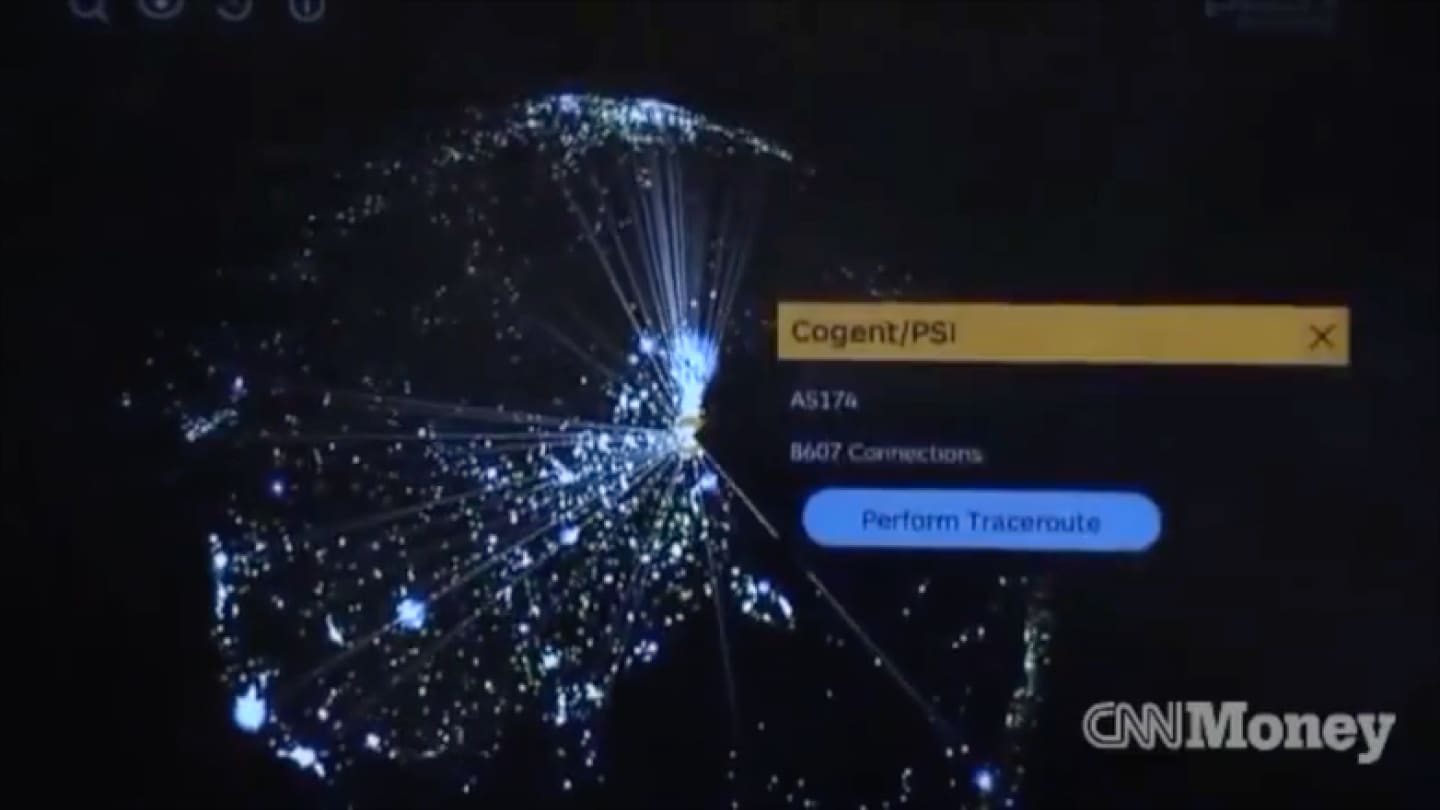 Cogent/PSI
AS174
8607 Connections
Perform Traceroute
CNNMoney